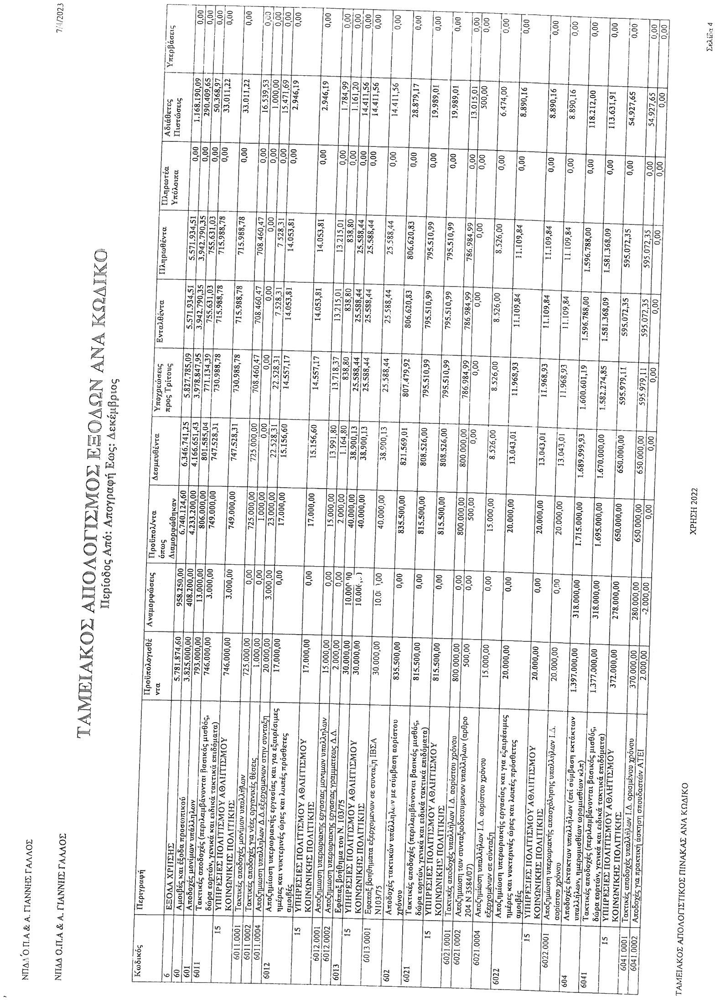 ΝΠΔΔ Ό.Π.Α & Α. ΓΙΑΝΝΗΣ ΓΑΛΛΟΣ
ΝΠΔΔ Ο.Π.Α & Α. ΓΙΑΝΝΗΣ ΓΑΛΛΟΣ 7/4/2023
ΤΑΜΕΙΑΚΟΣ ΑΠΟΛΟΓΙΣΜΟΣ ΕΞΟΔΩΝ ΑΝΑ ΚΩΔΙΚΟ
Περίοδος Από: Απογραφή Εως: Δεκέμβριος
Κωδικός Περιγραφή Προϋπολογισθέ Αναμορφώσεις Προϋπολ/ντα Δεσμευθέντα Υποχρεώσεις Ενταλθέντα Πληρωθέντα Πληρωτέα Αδιάθετες Υπερβάσεις
ντα όπως προς Τρίτους Υπόλοιπα Πιστώσεις
Διαμορφώθηκαν
6 ΕΞΟΔΑ ΧΡΗΣΗΣ 5.781.874,60 958.250,00 6.740.124,60 6.346.741,25 5.827.785,09 5.571.934,51 5.571.934,51 0,00 1.168.190,09 0,00
60 Αμοιβές και έξοδα προσωπικού 3.825.000,00 408.200,00 4.233.200,00 4.166.651,43 3.978.847,95 3.942.790,35 3.942.790,35 0,00 290.409,65 0,00
601 Αποδοχές μονίμων υπάλληλων 793.000,00 13.000,00 806.000,00 801.585,04 771.134,39 755.631,03 755.631,03 0,00 50.368,97 0,00
6011 Τακτικές αποδοχές (περιλαμβάνονται βασικός μισθός, 746.000,00 3.000,00 749.000,00 747.528,31 730.988,78 715.988,78 715.988,78 0,00 33.011,22 0,00
δώρα εορτών, γενικά και ειδικά τακτικά επιδόματα)
15 ΥΠΗΡΕΣΙΕΣ ΠΟΛΙΤΙΣΜΟΥ ΑΘΛΗΤΙΣΜΟΥ 746.000,00 3.000,00 749.000,00 747.528,31 730.988,78 715.988,78 715.988,78 0,00 33.011,22 0,00
ΚΟΙΝΩΝΙΚΗΣ ΠΟΛΙΤΙΚΗΣ
6011.0001 Τακτικές αποδοχές μονίμων υπαλλήλων 725.000,00 0,00 725.000,00 725.000,00 708.460,47 708.460,47 708.460,47 0,00 16.539,53 0,00
6011.0002 Τακτικές αποδοχές για νέες οργανικές θέσεις 1.000,00 0,00 1.000,00 0,00 0,00 0,00 0,00 0,00 1.000,00 0,00
6011.0004 Αποζημίωση υπαλληλων Δ.Δ.εξερχομενων στην συνταξη 20.000,00 3.000,00 23.000,00 22.528,31 22.528,31 7.528,31 7.528,31 0,00 15.471,69 0,00
6012 Αποζημίωση υπερωριακής εργασίας και για εξαιρέσιμες 17.000,00 0,00 17.000,00 15.156,60 14.557,17 14.053,81 14.053,81 0,00 2.946,19 0,00
ημέρες και νυκτερινές ώρες και λοιπές πρόσθετες
αμοιβές
15 ΥΠΗΡΕΣΙΕΣ ΠΟΛΙΤΙΣΜΟΥ ΑΘΛΗΤΙΣΜΟΥ 17.000,00 0,00 17.000,00 15.156,60 14.557,17 14.053,81 14.053,81 0,00 2.946,19 0,00
ΚΟΙΝΩΝΙΚΗΣ ΠΟΛΙΤΙΚΗΣ
6012.0001 Αποζημιωση υπερωριακης εργασιας μονιμων υπαλληλων 15.000,00 0,00 15.000,00 13.991,80 13.718,37 13.215,01 13.215,01 0,00 1.784,99 0,00
6012.0002 Αποζημίωση υπερωριακης εργασιας γραμματεως Δ.Δ. 2.000,00 0,00 2.000,00 1.164,80 838,80 838,80 838,80 0,00 1.161,20 0,00
6013 Εφάπαξ βοήθημα του Ν. 103/75 30.000,00 10.000,00 40.000,00 38.900,13 25.588,44 25.588,44 25.588,44 0,00 14.411,56 0,00
15 ΥΠΗΡΕΣΙΕΣ ΠΟΛΙΤΙΣΜΟΥ ΑΘΛΗΤΙΣΜΟΥ 30.000,00 10.000,00 40.000,00 38.900,13 25.588,44 25.588,44 25.588,44 0,00 14.411,56 0,00
ΚΟΙΝΩΝΙΚΗΣ ΠΟΛΙΤΙΚΗΣ
6013.0001 Εφαπαξ βοηθηματα εξερχομενων σε συνταξη ΙΒΣΑ 30.000,00 10.000,00 40.000,00 38.900,13 25.588,44 25.588,44 25.588,44 0,00 14.411,56 0,00
Ν103/75
602 Αποδοχές τακτικών υπάλληλων με σύμβαση αορίστου 835.500,00 0,00 835.500,00 821.569,01 807.479,92 806.620,83 806.620,83 0,00 28.879,17 0,00
χρόνου
6021 Τακτικές αποδοχές (περιλαμβάνονται βασικός μισθός, 815.500,00 0,00 815.500,00 808.526,00 795.510,99 795.510,99 795.510,99 0,00 19.989,01 0,00
δώρα εορτών, γενικά και ειδικά τακτικά επιδόματα)
15 ΥΠΗΡΕΣΙΕΣ ΠΟΛΙΤΙΣΜΟΥ ΑΘΛΗΤΙΣΜΟΥ 815.500,00 0,00 815.500,00 808.526,00 795.510,99 795.510,99 795.510,99 0,00 19.989,01 0,00
ΚΟΙΝΩΝΙΚΗΣ ΠΟΛΙΤΙΚΗΣ
6021.0001 Τακτικές αποδοχές υπαλλήλων Ι.Δ. αορίστου χρόνου 800.000,00 0,00 800.000,00 800.000,00 786.984,99 786.984,99 786.984,99 0,00 13.015,01 0,00
6021.0002 Αποζημίωση των συνταξιοδοτουμενων υπαλληλων (αρθρο 500,00 0,00 500,00 0,00 0,00 0,00 0,00 0,00 500,00 0,00
204 Ν 3584/07)
6021.0004 Αποζημίωση υπαλλήλων Ι.Δ. αορίστου χρόνου 15.000,00 0,00 15.000,00 8.526,00 8.526,00 8.526,00 8.526,00 0,00 6.474,00 0,00
εξερχομένων σε σύνταξη
6022 Αποζημίωση υπερωριακής εργασίας και για εξαιρέσιμες 20.000,00 0,00 20.000,00 13.043,01 11.968,93 11.109,84 11.109,84 0,00 8.890,16 0,00
ημέρες και νυκτερινές ώρες και λοιπές πρόσθετες
αμοιβές
15 ΥΠΗΡΕΣΙΕΣ ΠΟΛΙΤΙΣΜΟΥ ΑΘΛΗΤΙΣΜΟΥ 20.000,00 0,00 20.000,00 13.043,01 11.968,93 11.109,84 11.109,84 0,00 8.890,16 0,00
ΚΟΙΝΩΝΙΚΗΣ ΠΟΛΙΤΙΚΗΣ
6022.0001 Αποζημίωση υπερωριακής απασχόλησης υπαλλήλων Ι.Δ. 20.000,00 0,00 20.000,00 13.043,01 11.968,93 11.109,84 11.109,84 0,00 8.890,16 0,00
αορίστου χρόνου
604 Αποδοχές έκτακτων υπαλλήλων (επί σύμβαση εκτάκτων 1.397.000,00 318.000,00 1.715.000,00 1.689.999,93 1.600.601,19 1.596.788,00 1.596.788,00 0,00 118.212,00 0,00
υπαλλήλων, ημερομισθίων ωρομισθίων κλπ)
6041 Τακτικές αποδοχές (περιλαμβάνονται βασικός μισθός, 1.377.000,00 318.000,00 1.695.000,00 1.670.000,00 1.582.274,85 1.581.368,09 1.581.368,09 0,00 113.631,91 0,00
δώρα εορτών, γενικά και ειδικά τακτικά επιδόματα)
15 ΥΠΗΡΕΣΙΕΣ ΠΟΛΙΤΙΣΜΟΥ ΑΘΛΗΤΙΣΜΟΥ 372.000,00 278.000,00 650.000,00 650.000,00 595.979,11 595.072,35 595.072,35 0,00 54.927,65 0,00
ΚΟΙΝΩΝΙΚΗΣ ΠΟΛΙΤΙΚΗΣ
6041.0001 Τακτικές αποδοχές υπαλλήλων Ι.Δ. ορισμένου χρόνου 370.000,00 280.000,00 650.000,00 650.000,00 595.979,11 595.072,35 595.072,35 0,00 54.927,65 0,00
6041.0002 Αποδοχές για πρακτική άσκηση σπουδαστών ΑΤΕΙ 2.000,00 -2.000,00 0,00 0,00 0,00 0,00 0,00 0,00 0,00 0,00
ΤΑΜΕΙΑΚΟΣ ΑΠΟΛΟΓΙΣΤΙΚΟΣ ΠΙΝΑΚΑΣ ΑΝΑ ΚΩΔΙΚΟ ΧΡΗΣΗ 2022 Σελίδα 4